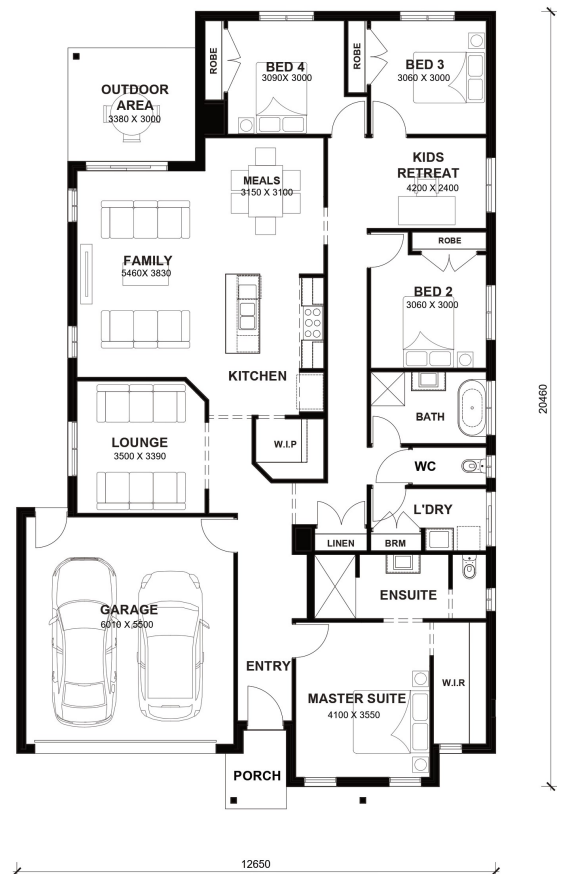 ROBE
BED 4
3090X 3000
ROBE
BED 3
3060 X 3000
OUTDOOR
AREA
3380 X 3000
MEALS
3150 X 3100
KIDS
RETREAT
4200 X 2400
ROBE
FAMILY
5460X 3830
BED 2
3060 X 3000
KITCHEN
20460
BATH
LOUNGE
3500 X 3390
W.I.P
WC
L'DRY
LINEN
BRM
ENSUITE
GARAGE
6010 X 5500
ENTRY
MASTER SUITE
4100 X 3550
W.I.R
PORCH
12650